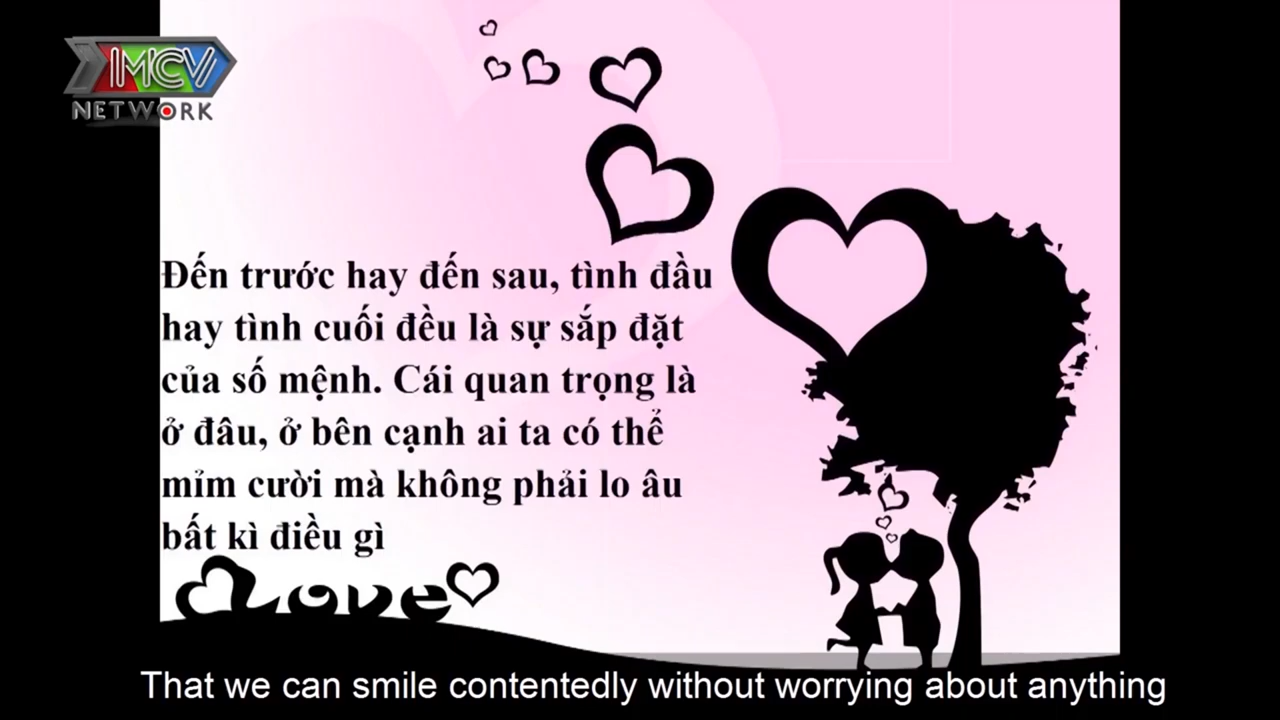 MCV
NETWORK
Đến trước hay đến sau, tình đầu
hay tình cuối đều là sự sắp đặt
của số mệnh. Cái quan trọng là
ở đâu, ở bên cạnh ai ta có thể
mỉm cười mà không phải lo âu
bất kì điều gì
Love
That we can smile contentedly without worrying about anything